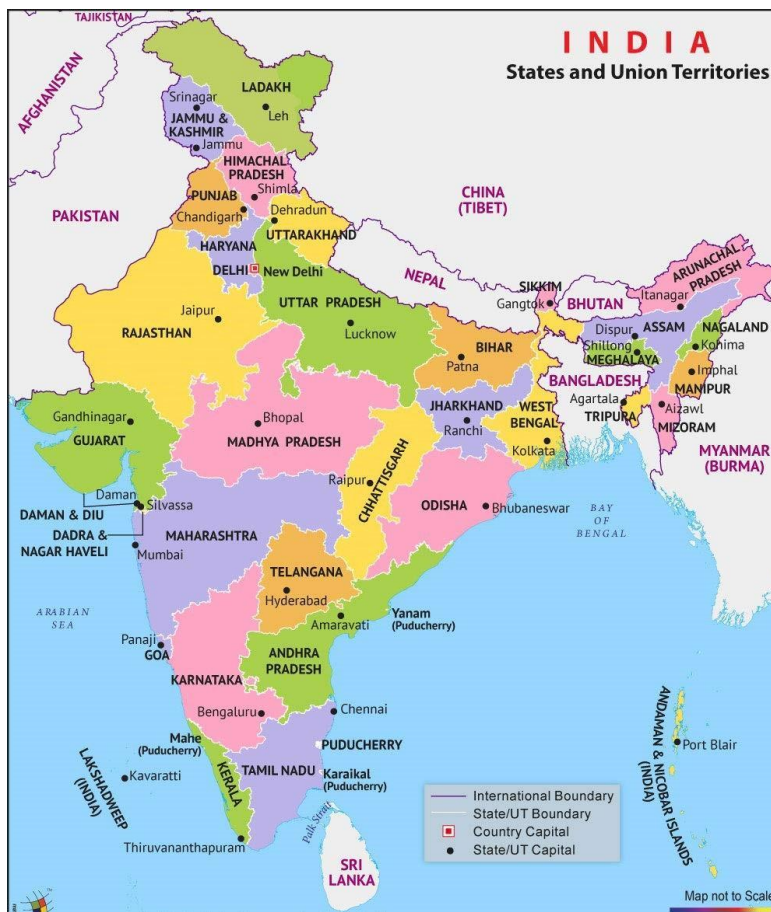 TAJIKISTAN
INDIA
States and Union Territories
AFGHANISTAN
LADAKH
Srinagar
Leh
JAMMU &
KASHMIR
Jammu
HIMACHAL
PRADESH
Shimla
PUNJAB
Chandigarh
Dehradun
UTTARAKHAND
CHINA
(TIBET)
PAKISTAN
HARYANA
DELHI
New Delhi
NEPAL
SIKKIM
Gangtok
BHUTAN
ARUNACHAL
PRADESH
Itanagar
UTTAR PRADESH
Lucknow
Jaipur
RAJASTHAN
BIHAR
Patna
Dispur
ASSAM
NAGALAND
Shillong
Kohima
MEGHALAYA
Imphal
MANIPUR
BANGLADESH
Agartala
TRIPURA
Aizawl
MIZORAM
MYANMAR
(BURMA)
Gandhinagar
GUJARAT
Bhopal
MADHYA PRADESH
JHARKHAND
Ranchi
WEST
BENGAL
Kolkata
Raipur
CHHATTISGARH
ODISHA
Bhubaneswar
BAY
OF
BENGAL
Daman
Silvassa
DAMAN & DIU
DADRA &
NAGAR HAVELI
Mumbai
MAHARASHTRA
TELANGANA
Hyderabad
Amaravati
Yanam
(Puducherry)
ARABIAN
SEA
Panaji
GOA
KARNATAKA
ANDHRA
PRADESH
Bengaluru
Chennai
Mahe
(Puducherry)
PUDUCHERRY
LAKSHADWEEP
(INDIA)
Kavaratti
KERALA
TAMIL NADU
Karaikal
(Puducherry)
Thiruvananthapuram
Palk Strait
SRI
LANKA
ANDAMAN & NICOBAR ISLANDS
(INDIA)
Port Blair
International Boundary
State/UT Boundary
Country Capital
State/UT Capital
Map not to Scale